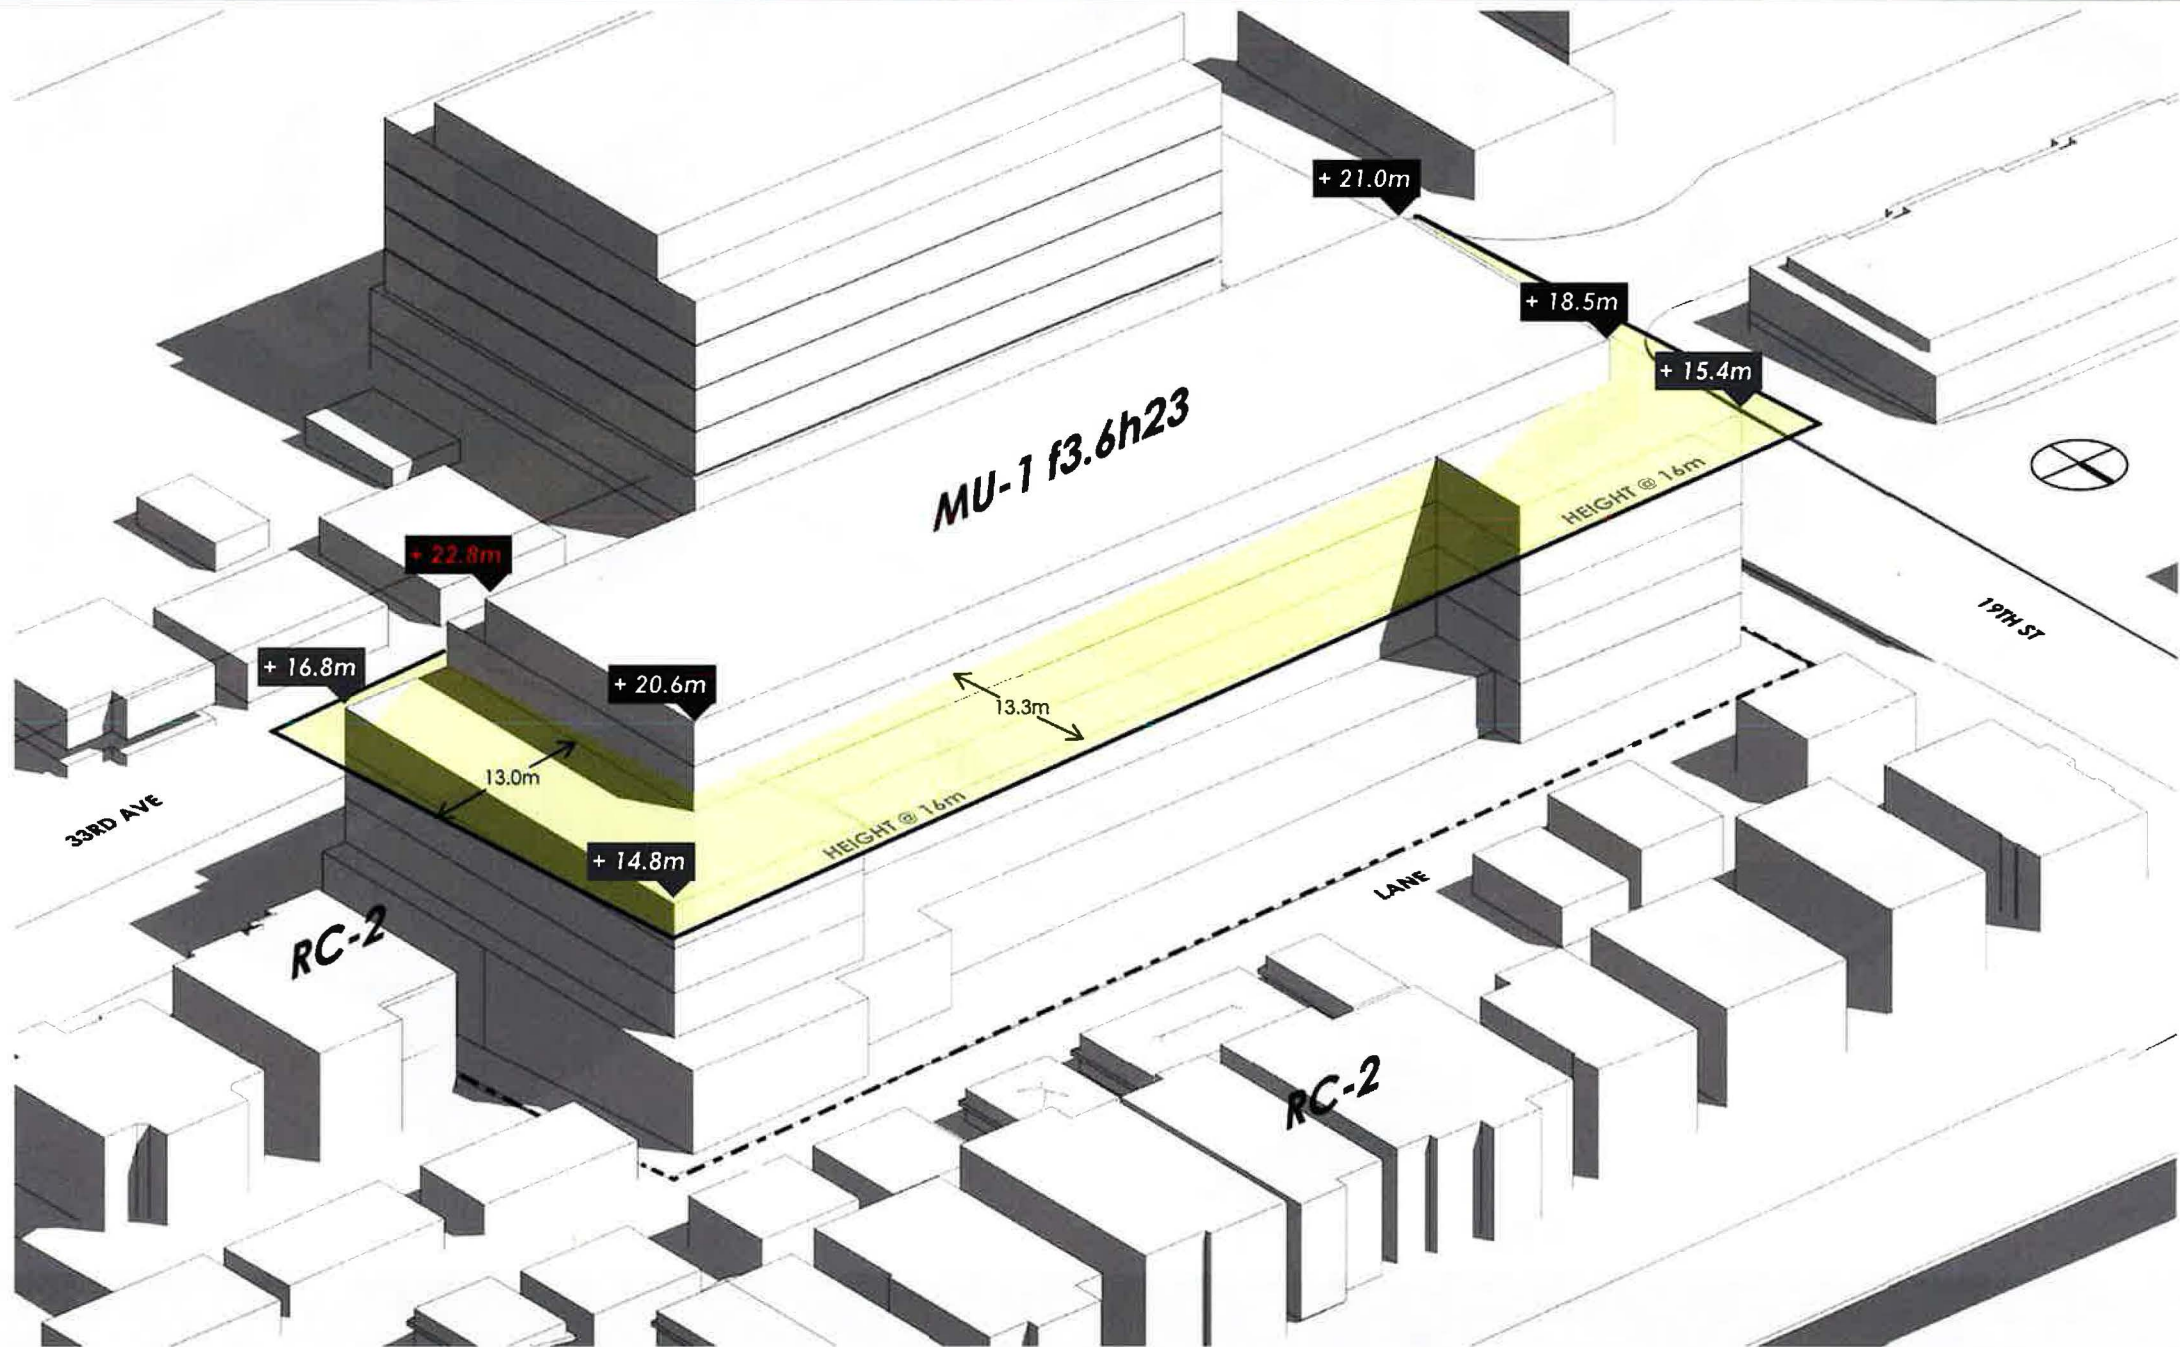 + 21.0m
+ 18.5m
+ 15.4m
MU-1 f3.6h23
HEIGHT @ 16m
+ 22.8m
19TH ST
+ 16.8m
+ 20.6m
13.3m
13.0m
33RD AVE
HEIGHT @ 16m
+ 14.8m
LANE
RC-2
RC-2